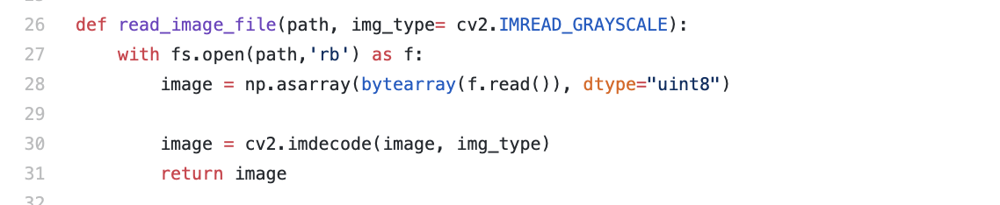 26 def read_image_file(path, img_type= cv2.IMREAD_GRAYSCALE):
27 with fs.open(path,'rb') as f:
28 image = np.asarray(bytearray(f.read()), dtype="uint8")
29
30 image = cv2.imdecode(image, img_type)
31 return image
32